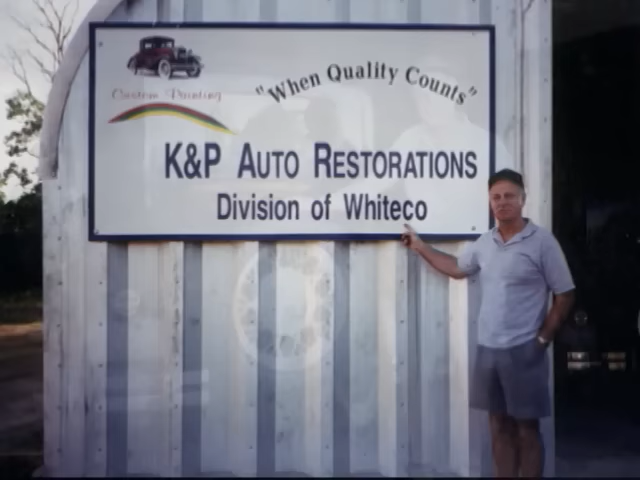 "When Quality Counts"
Custom Painting
K&P AUTO RESTORATIONS
Division of Whiteco